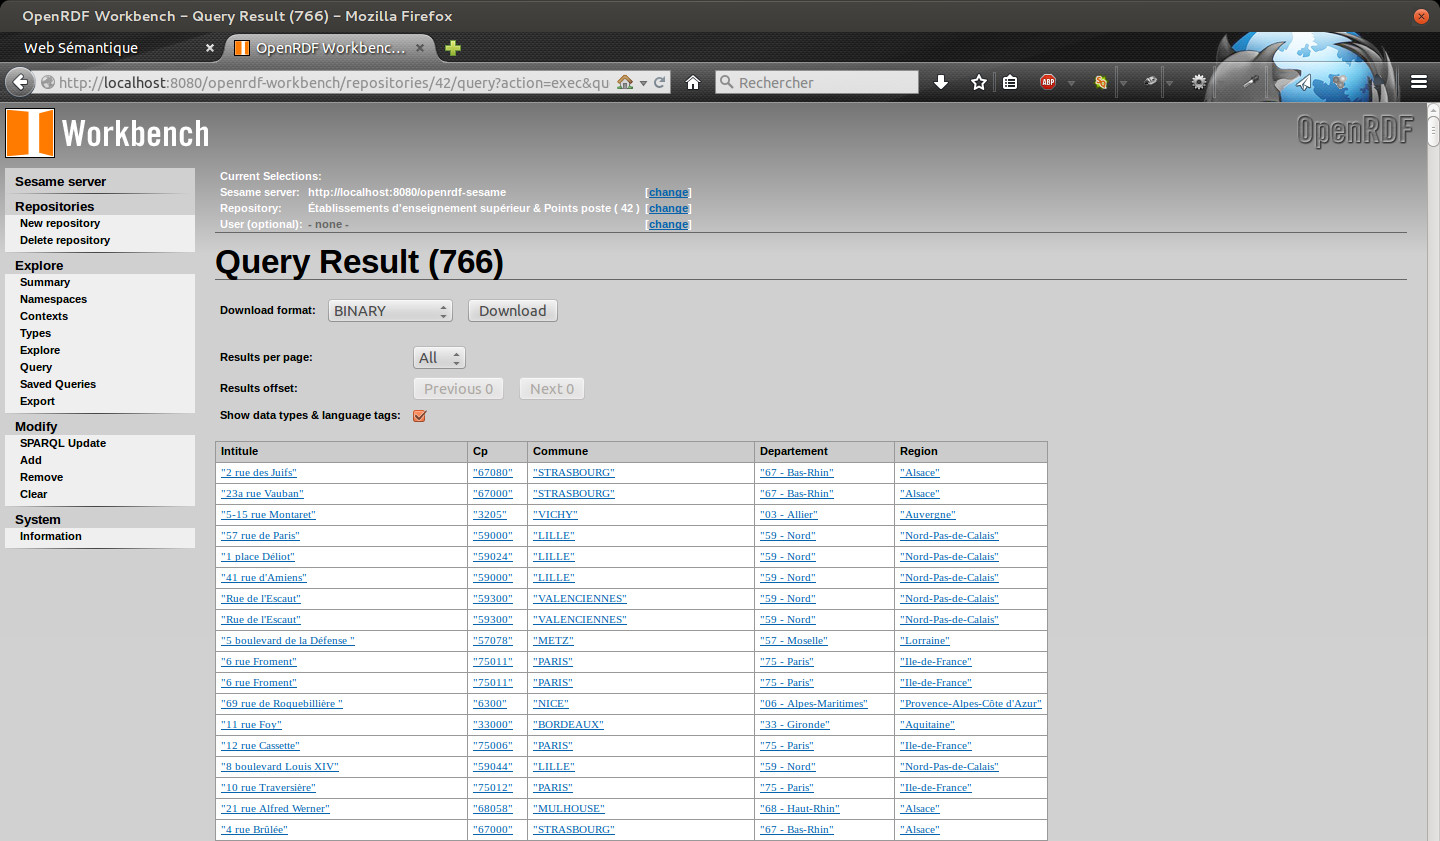 OpenRDF Workbench - Query Result (766) - Mozilla Firefox
Web Sémantique
OpenRDF Workbenc...
http://localhost:8080/openrdf-workbench/repositories/42/query?action=exec&qu
Rechercher
ABP
Workbench
OpenRDF
Sesame server
Repositories
New repository
Delete repository
Explore
Summary
Namespaces
Contexts
Types
Explore
Query
Saved Queries
Export
Modify
SPARQL Update
Add
Remove
Clear
System
Information
Current Selections:
Sesame server: http://localhost:8080/openrdf-sesame [change]
Repository: Établissements d'enseignement supérieur & Points poste ( 42 ) [change]
User (optional): - none - [change]
Query Result (766)
Download format: BINARY Download
Results per page: All
Results offset: Previous 0 Next 0
Show data types & language tags:
Intitule Cp Commune Departement Region
"2 rue des Juifs" "67080" "STRASBOURG" "67 - Bas-Rhin" "Alsace"
"23a rue Vauban" "67000" "STRASBOURG" "67 - Bas-Rhin" "Alsace"
"5-15 rue Montaret" "3205" "VICHY" "03 - Allier" "Auvergne"
"57 rue de Paris" "59000" "LILLE" "59 - Nord" "Nord-Pas-de-Calais"
"1 place Déliot" "59024" "LILLE" "59 - Nord" "Nord-Pas-de-Calais"
"41 rue d'Amiens" "59000" "LILLE" "59 - Nord" "Nord-Pas-de-Calais"
"Rue de l'Escaut" "59300" "VALENCIENNES" "59 - Nord" "Nord-Pas-de-Calais"
"Rue de l'Escaut" "59300" "VALENCIENNES" "59 - Nord" "Nord-Pas-de-Calais"
"5 boulevard de la Défense " "57078" "METZ" "57 - Moselle" "Lorraine"
"6 rue Froment" "75011" "PARIS" "75 - Paris" "Ile-de-France"
"6 rue Froment" "75011" "PARIS" "75 - Paris" "Ile-de-France"
"69 rue de Roquebillière " "6300" "NICE" "06 - Alpes-Maritimes" "Provence-Alpes-Côte d'Azur"
"11 rue Foy" "33000" "BORDEAUX" "33 - Gironde" "Aquitaine"
"12 rue Cassette" "75006" "PARIS" "75 - Paris" "Ile-de-France"
"8 boulevard Louis XIV" "59044" "LILLE" "59 - Nord" "Nord-Pas-de-Calais"
"10 rue Traversière" "75012" "PARIS" "75 - Paris" "Ile-de-France"
"21 rue Alfred Werner" "68058" "MULHOUSE" "68 - Haut-Rhin" "Alsace"
"4 rue Brûlée" "67000" "STRASBOURG" "67 - Bas-Rhin" "Alsace"